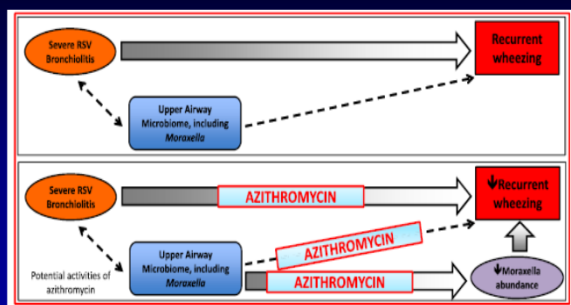 Severe RSV
Bronchiolitis
Recurrent
wheezing
Upper Airway
Microbiome, including
Moraxella
Severe RSV
Bronchiolitis
AZITHROMYCIN
↓Recurrent
wheezing
AZITHROMYCIN
Potential activities of
azithromycin
Upper Airway
Microbiome, including
Moraxella
AZITHROMYCIN
↓Moraxella
abundance